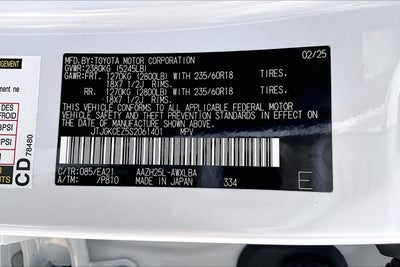 MFD. BY:TOYOTA MOTOR CORPORATION 02/25
GVWR:2380KG (5245LB)
GAWR:FRT. 1270KG (2800LB) WITH 235/60R18 TIRES.
18X7 1/2J RIMS.
RR. 1270KG (2800LB) WITH 235/60R18 TIRES.
18X7 1/2J RIMS.
THIS VEHICLE CONFORMS TO ALL APPLICABLE FEDERAL MOTOR
VEHICLE SAFETY AND THEFT PREVENTION STANDARDS IN EFFECT
ON THE DATE OF MANUFACTURE SHOWN ABOVE.
JTJGKCEZ5S2061401 MPV
C/TR:085/EA21 AAZH25L-AWXLBA
A/TM: /P810 MADE IN JAPAN 334 E
CD
78480
PSI
PSI